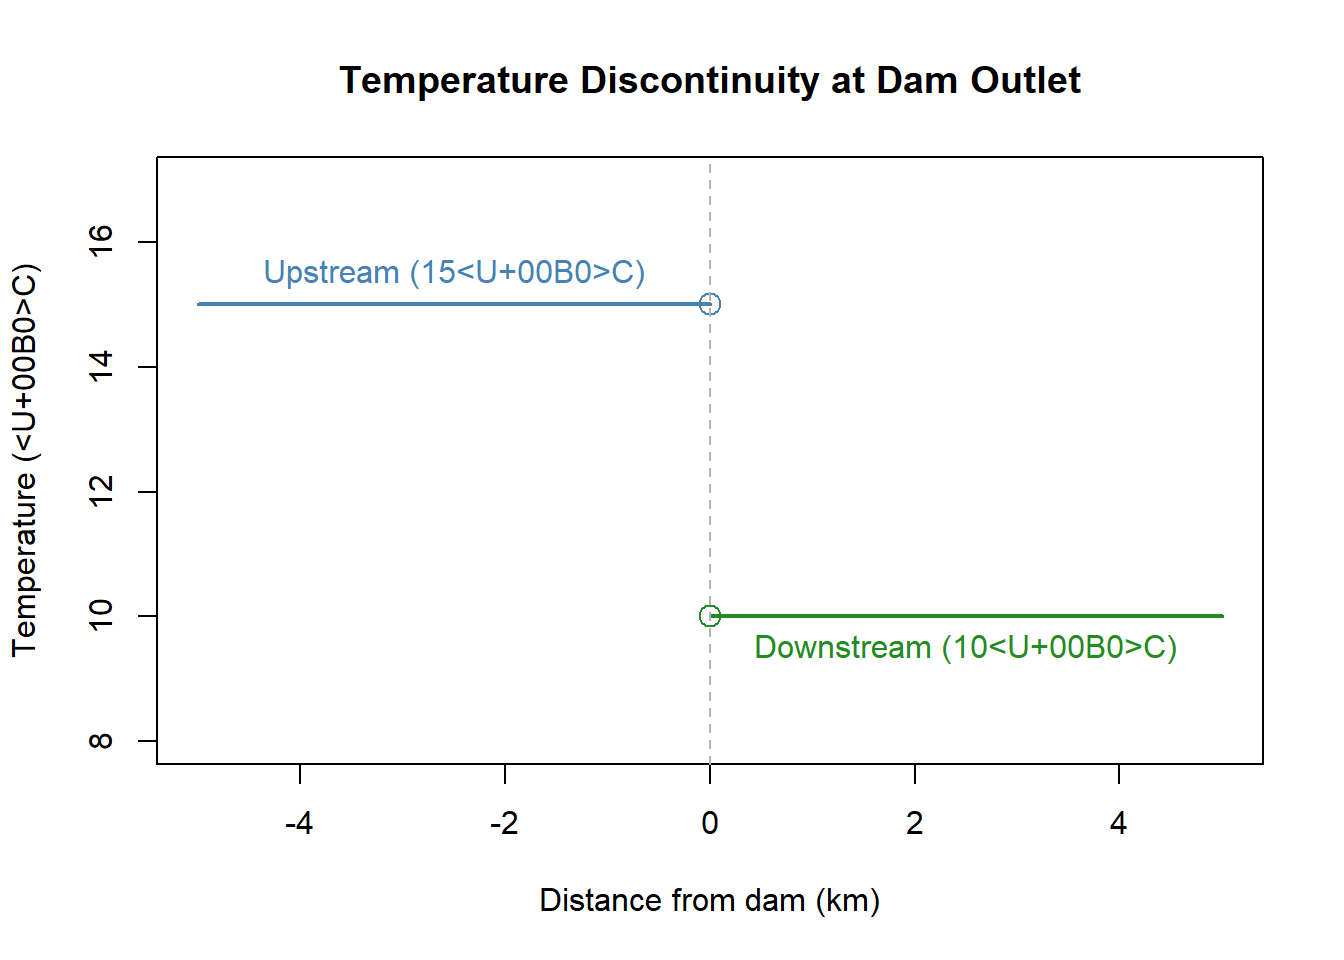 Temperature Discontinuity at Dam Outlet
Temperature (<U+00B0>C)
16
14
12
10
8
Upstream (15<U+00B0>C)
Downstream (10<U+00B0>C)
-4
-2
0
2
4
Distance from dam (km)